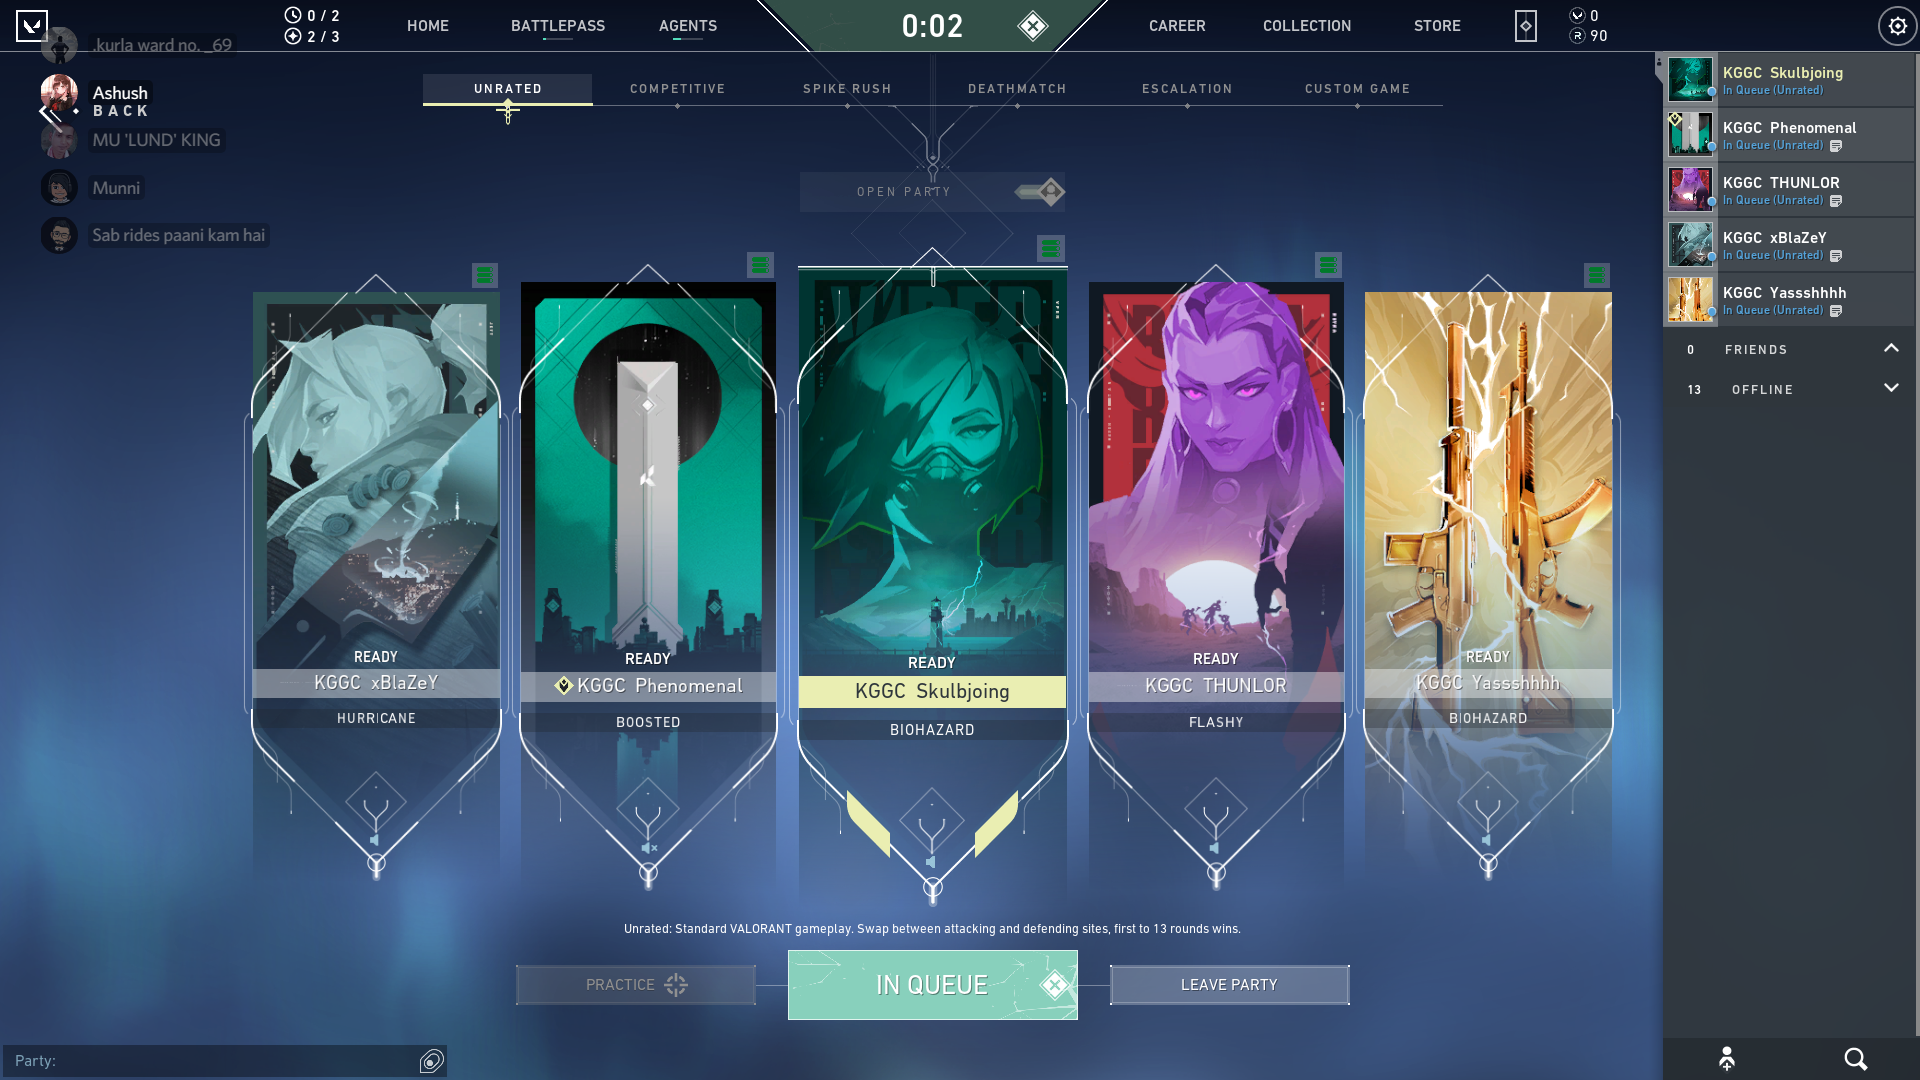 0 / 2
2 / 3
HOME
BATTLEPASS
AGENTS
0:02
CAREER
COLLECTION
STORE
0
90
.kurla ward no. _69
Ashush
BACK
MU 'LUND' KING
Munni
Sab rides paani kam hai
UNRATED
COMPETITIVE
SPIKE RUSH
DEATHMATCH
ESCALATION
CUSTOM GAME
OPEN PARTY
READY
KGGC xBlaZeY
HURRICANE
READY
KGGC Phenomenal
BOOSTED
READY
KGGC Skulbjoing
BIOHAZARD
READY
KGGC THUNLOR
FLASHY
READY
KGGC Yassshhhh
BIOHAZARD
Unrated: Standard VALORANT gameplay. Swap between attacking and defending sites, first to 13 rounds wins.
PRACTICE
IN QUEUE
LEAVE PARTY
Party:
KGGC Skulbjoing
In Queue (Unrated)
KGGC Phenomenal
In Queue (Unrated)
KGGC THUNLOR
In Queue (Unrated)
KGGC xBlaZeY
In Queue (Unrated)
KGGC Yassshhhh
In Queue (Unrated)
0 FRIENDS
13 OFFLINE